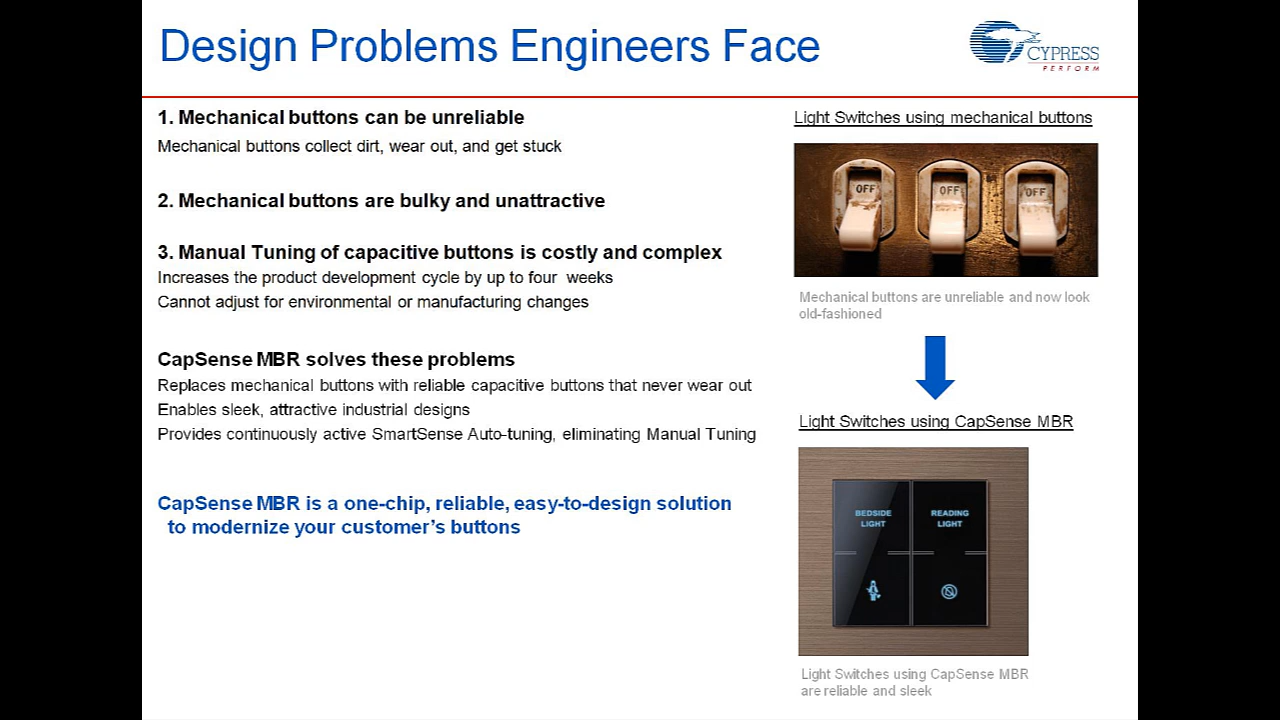 Design Problems Engineers Face
CYPRESS
PERFORM
1. Mechanical buttons can be unreliable
Mechanical buttons collect dirt, wear out, and get stuck
2. Mechanical buttons are bulky and unattractive
3. Manual Tuning of capacitive buttons is costly and complex
Increases the product development cycle by up to four weeks
Cannot adjust for environmental or manufacturing changes
CapSense MBR solves these problems
Replaces mechanical buttons with reliable capacitive buttons that never wear out
Enables sleek, attractive industrial designs
Provides continuously active SmartSense Auto-tuning, eliminating Manual Tuning
CapSense MBR is a one-chip, reliable, easy-to-design solution
to modernize your customer's buttons
Light Switches using mechanical buttons
OFF OFF OFF
Mechanical buttons are unreliable and now look
old-fashioned
Light Switches using CapSense MBR
BEDSIDE READING
LIGHT LIGHT
Light Switches using CapSense MBR
are reliable and sleek